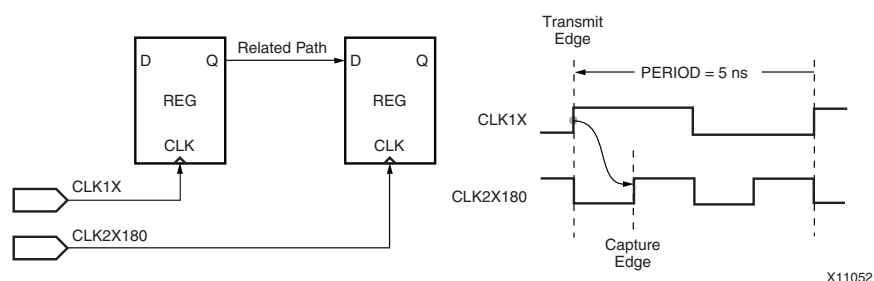 Transmit
Edge
Related Path
D Q
D Q
PERIOD = 5 ns
REG
REG
CLK1X
CLK
CLK
CLK1X
CLK2X180
CLK2X180
Capture
Edge
X11052